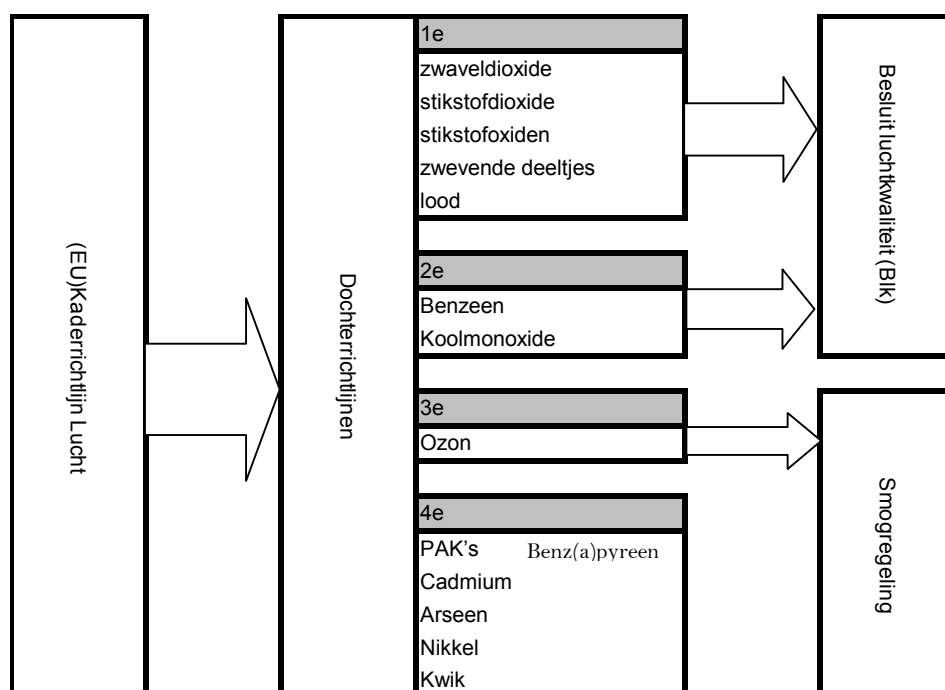 (EU)Kaderrichtlijn Lucht
Dochterrichtlijnen
1e
zwaveldioxide
stikstofdioxide
stikstofoxiden
zwevende deeltjes
lood
2e
Benzeen
Koolmonoxide
3e
Ozon
4e
PAK's Benz(a)pyreen
Cadmium
Arseen
Nikkel
Kwik
Besluit luchtkwaliteit (Blk)
Smogregeling